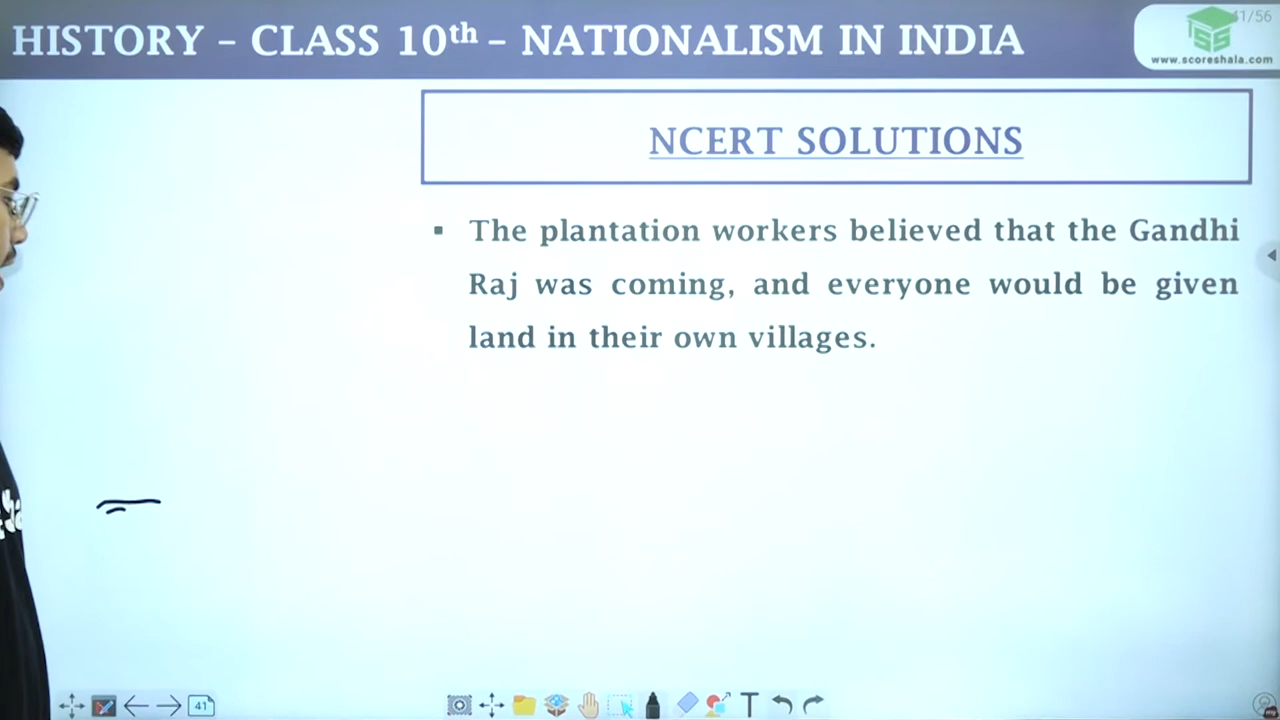 HISTORY – CLASS 10th – NATIONALISM IN INDIA
41/56
www.scoreshala.com
NCERT SOLUTIONS
▪ The plantation workers believed that the Gandhi
Raj was coming, and everyone would be given
land in their own villages.
41
T